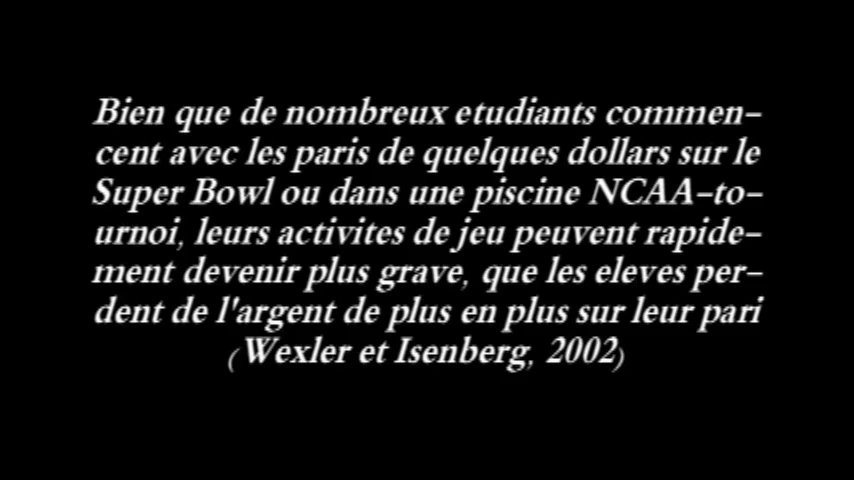 Bien que de nombreux etudiants commen-
cent avec les paris de quelques dollars sur le
Super Bowl ou dans une piscine NCAA-to-
urnoi, leurs activites de jeu peuvent rapide-
ment devenir plus grave, que les eleves per-
dent de l'argent de plus en plus sur leur pari
(Wexler et Isenberg, 2002)